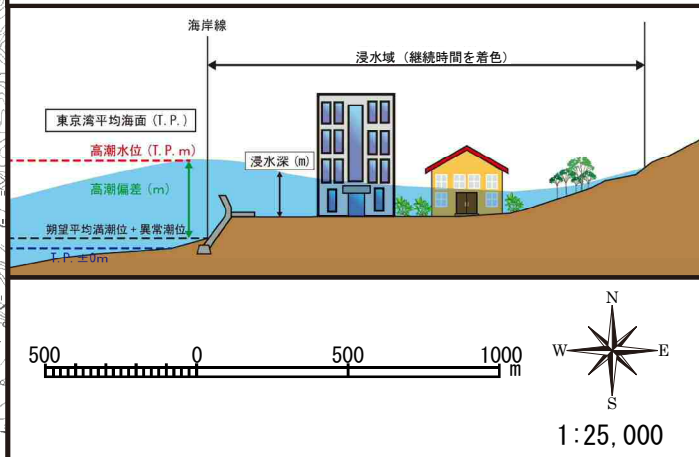 海岸線
浸水域（継続時間を着色）
東京湾平均海面（T.P.）
高潮水位（T.P. m）
浸水深（m）
高潮偏差（m）
朔望平均満潮位＋異常潮位
T.P. ±0m
500 0 500 1000 m
N
W E
S
1:25,000